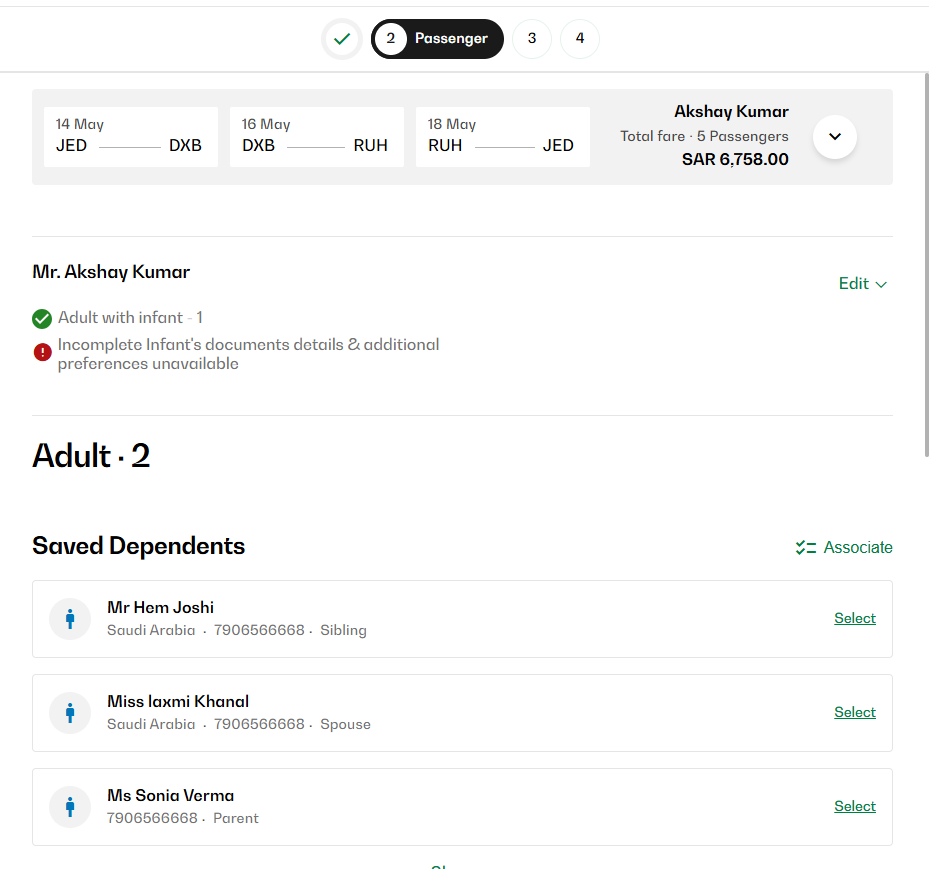 2 Passenger 3 4
14 May
JED DXB
16 May
DXB RUH
18 May
RUH JED
Akshay Kumar
Total fare · 5 Passengers
SAR 6,758.00
Mr. Akshay Kumar
Edit
Adult with infant - 1
Incomplete Infant's documents details & additional
preferences unavailable
Adult · 2
Saved Dependents
Associate
Mr Hem Joshi
Saudi Arabia · 7906566668 · Sibling
Select
Miss laxmi Khanal
Saudi Arabia · 7906566668 · Spouse
Select
Ms Sonia Verma
7906566668 · Parent
Select